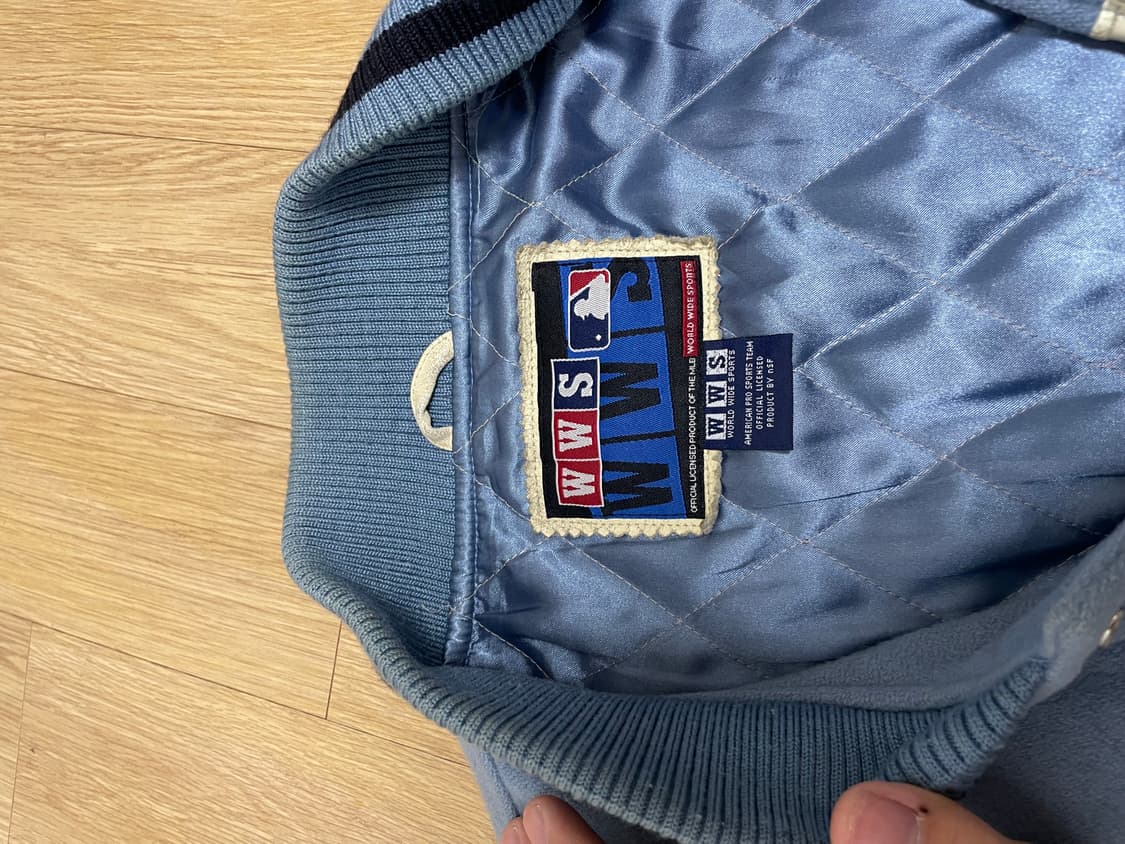 WWS
WWS
OFFICIAL LICENSED PRODUCT OF THE MLB WORLD WIDE SPORTS
WWS
WORLD WIDE SPORTS
AMERICAN PRO SPORTS TEAM
OFFICIAL LICENSED
PRODUCT BY nSF